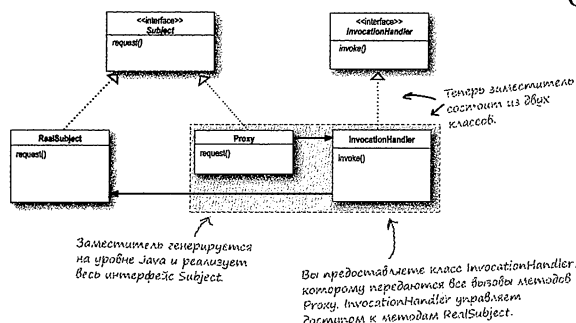 <<interface>>
Subject
request()
<<interface>>
InvocationHandler
invoke()
Теперь заместитель
состоит из двух
классов.
RealSubject
request()
Proxy
request()
InvocationHandler
invoke()
Заместитель генерируется
на уровне Java и реализует
весь интерфейс Subject.
Вы предоставляете класс InvocationHandler,
которому передаются все вызовы методов
Proxy. InvocationHandler управляет
доступом к методам RealSubject.